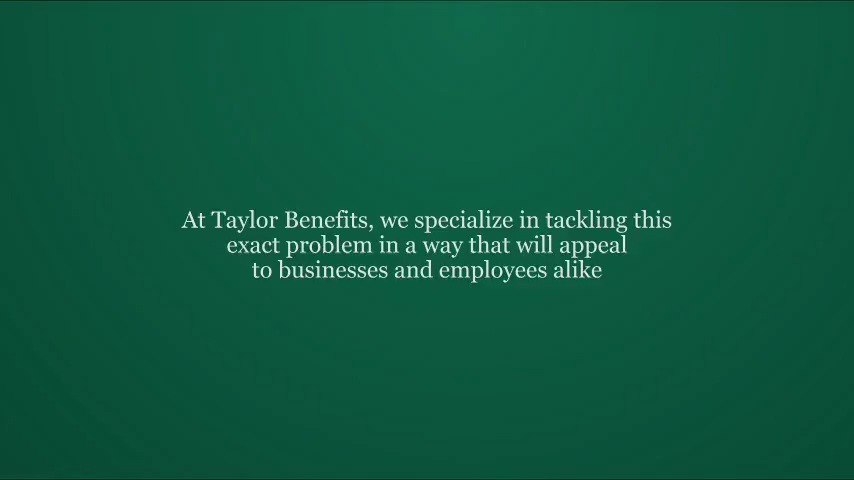 At Taylor Benefits, we specialize in tackling this
exact problem in a way that will appeal
to businesses and employees alike